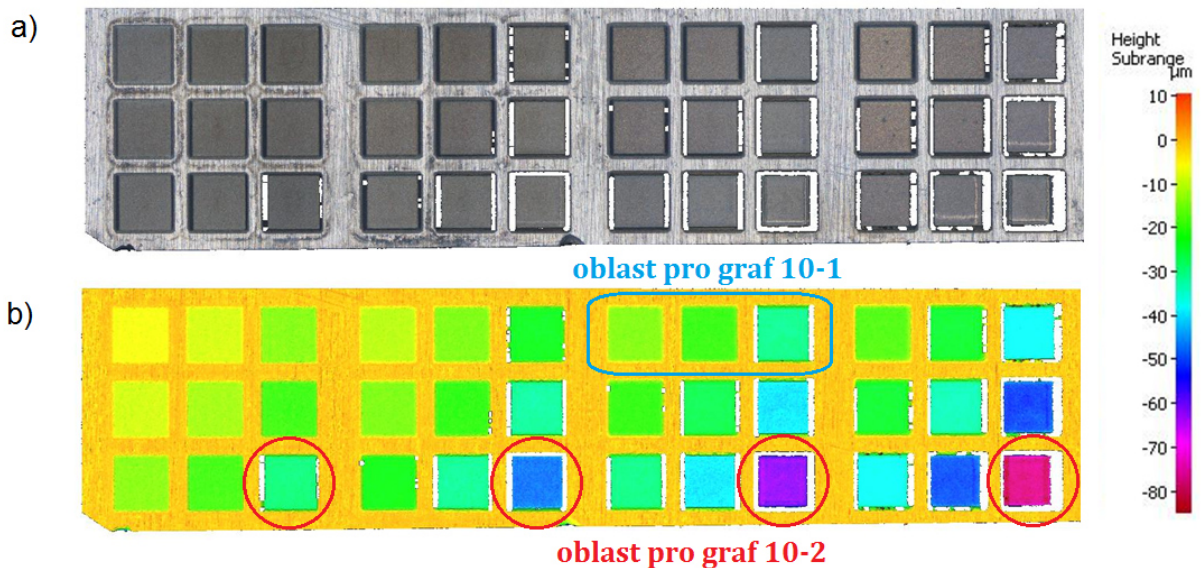 a)
Height
Subrange
µm
10
0
-10
-20
-30
-40
-50
-60
-70
-80
oblast pro graf 10-1
b)
oblast pro graf 10-2